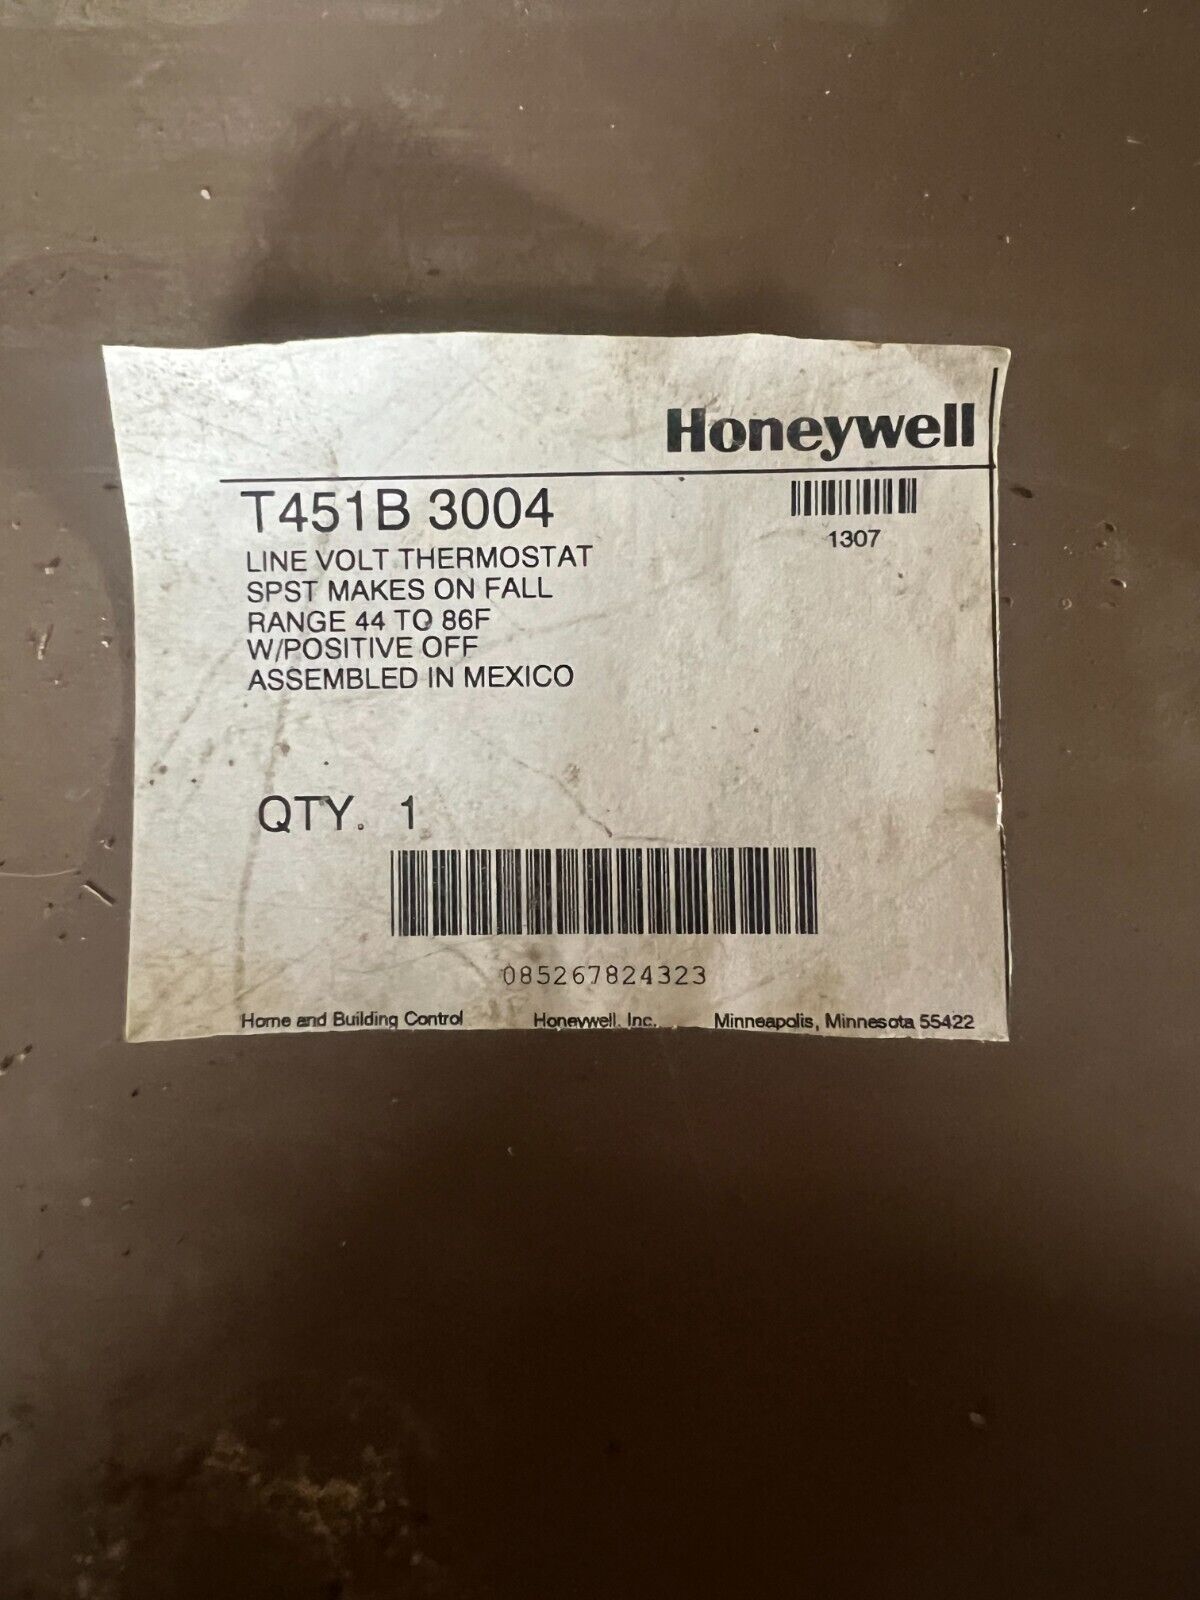 Honeywell
T451B 3004
1307
LINE VOLT THERMOSTAT
SPST MAKES ON FALL
RANGE 44 TO 86F
W/POSITIVE OFF
ASSEMBLED IN MEXICO
QTY. 1
085267824323
Home and Building Control Honeywell, Inc. Minneapolis, Minnesota 55422